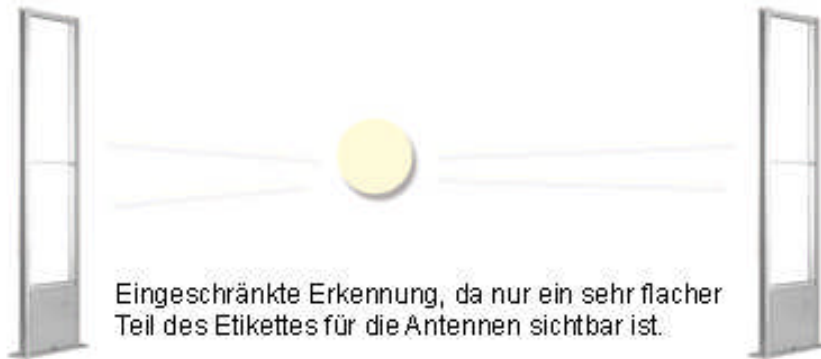 Eingeschränkte Erkennung, da nur ein sehr flacher
Teil des Etikettes für die Antennen sichtbar ist.